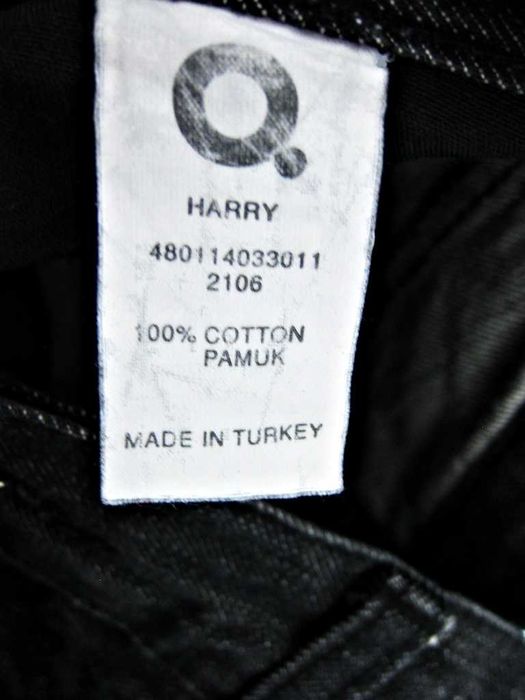 Q
HARRY
480114033011
2106
100% COTTON
PAMUK
MADE IN TURKEY